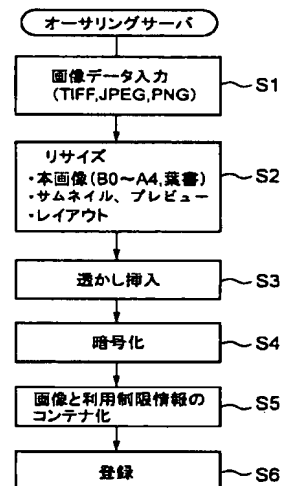 オーサリングサーバ
画像データ入力
(TIFF,JPEG,PNG)
S1
リサイズ
・本画像(B0～A4,葉書)
・サムネイル、プレビュー
・レイアウト
S2
透かし挿入
S3
暗号化
S4
画像と利用制限情報の
コンテナ化
S5
登録
S6